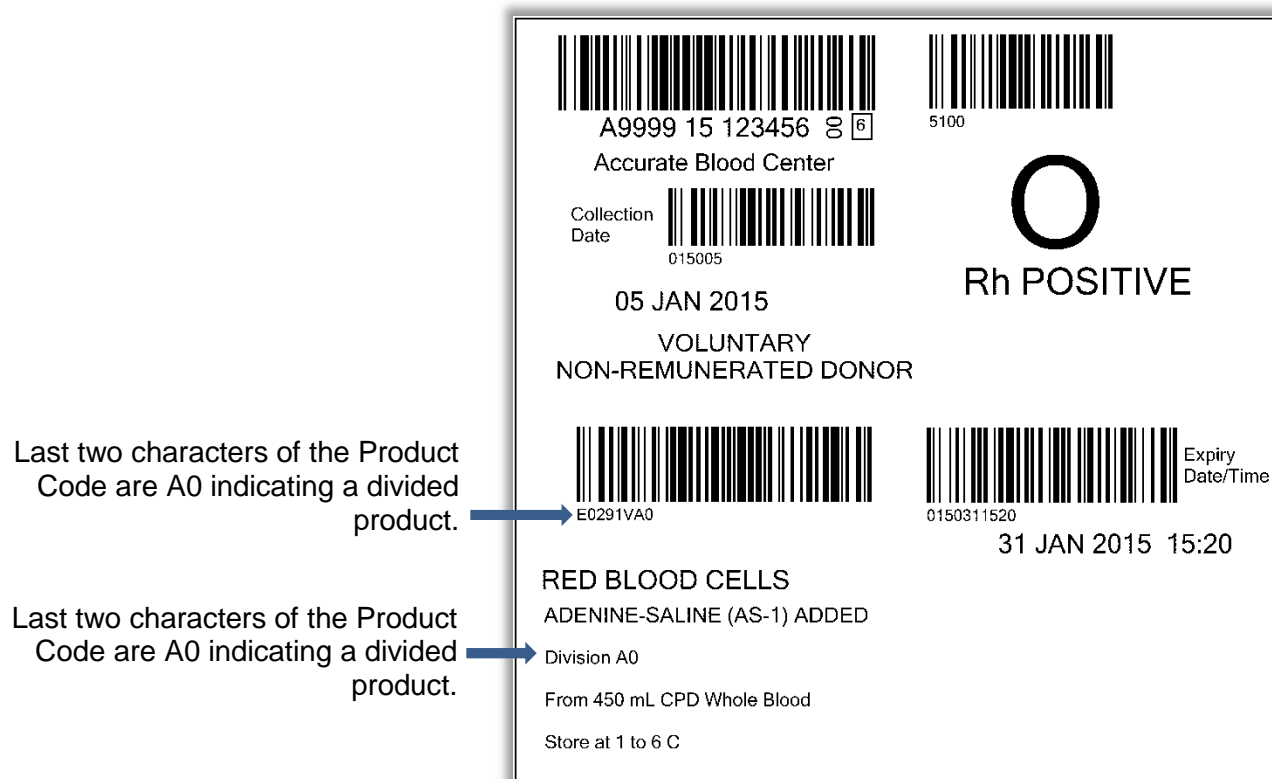 A9999 15 123456 00 6
Accurate Blood Center
Collection
Date
015005
05 JAN 2015
VOLUNTARY
NON-REMUNERATED DONOR
5100
O
Rh POSITIVE
Last two characters of the Product
Code are A0 indicating a divided
product.
E0291VA0
0150311520
Expiry
Date/Time
31 JAN 2015 15:20
RED BLOOD CELLS
ADENINE-SALINE (AS-1) ADDED
Last two characters of the Product
Code are A0 indicating a divided
product.
Division A0
From 450 mL CPD Whole Blood
Store at 1 to 6 C